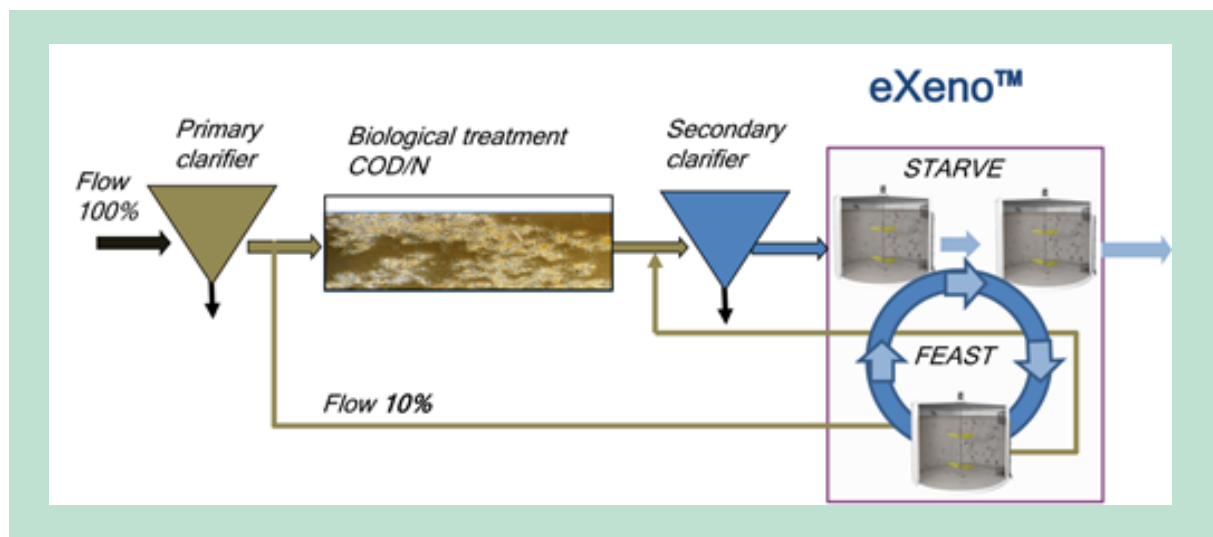 eXeno™
Primary
clarifier
Biological treatment
COD/N
Secondary
clarifier
STARVE
Flow
100%
FEAST
Flow 10%